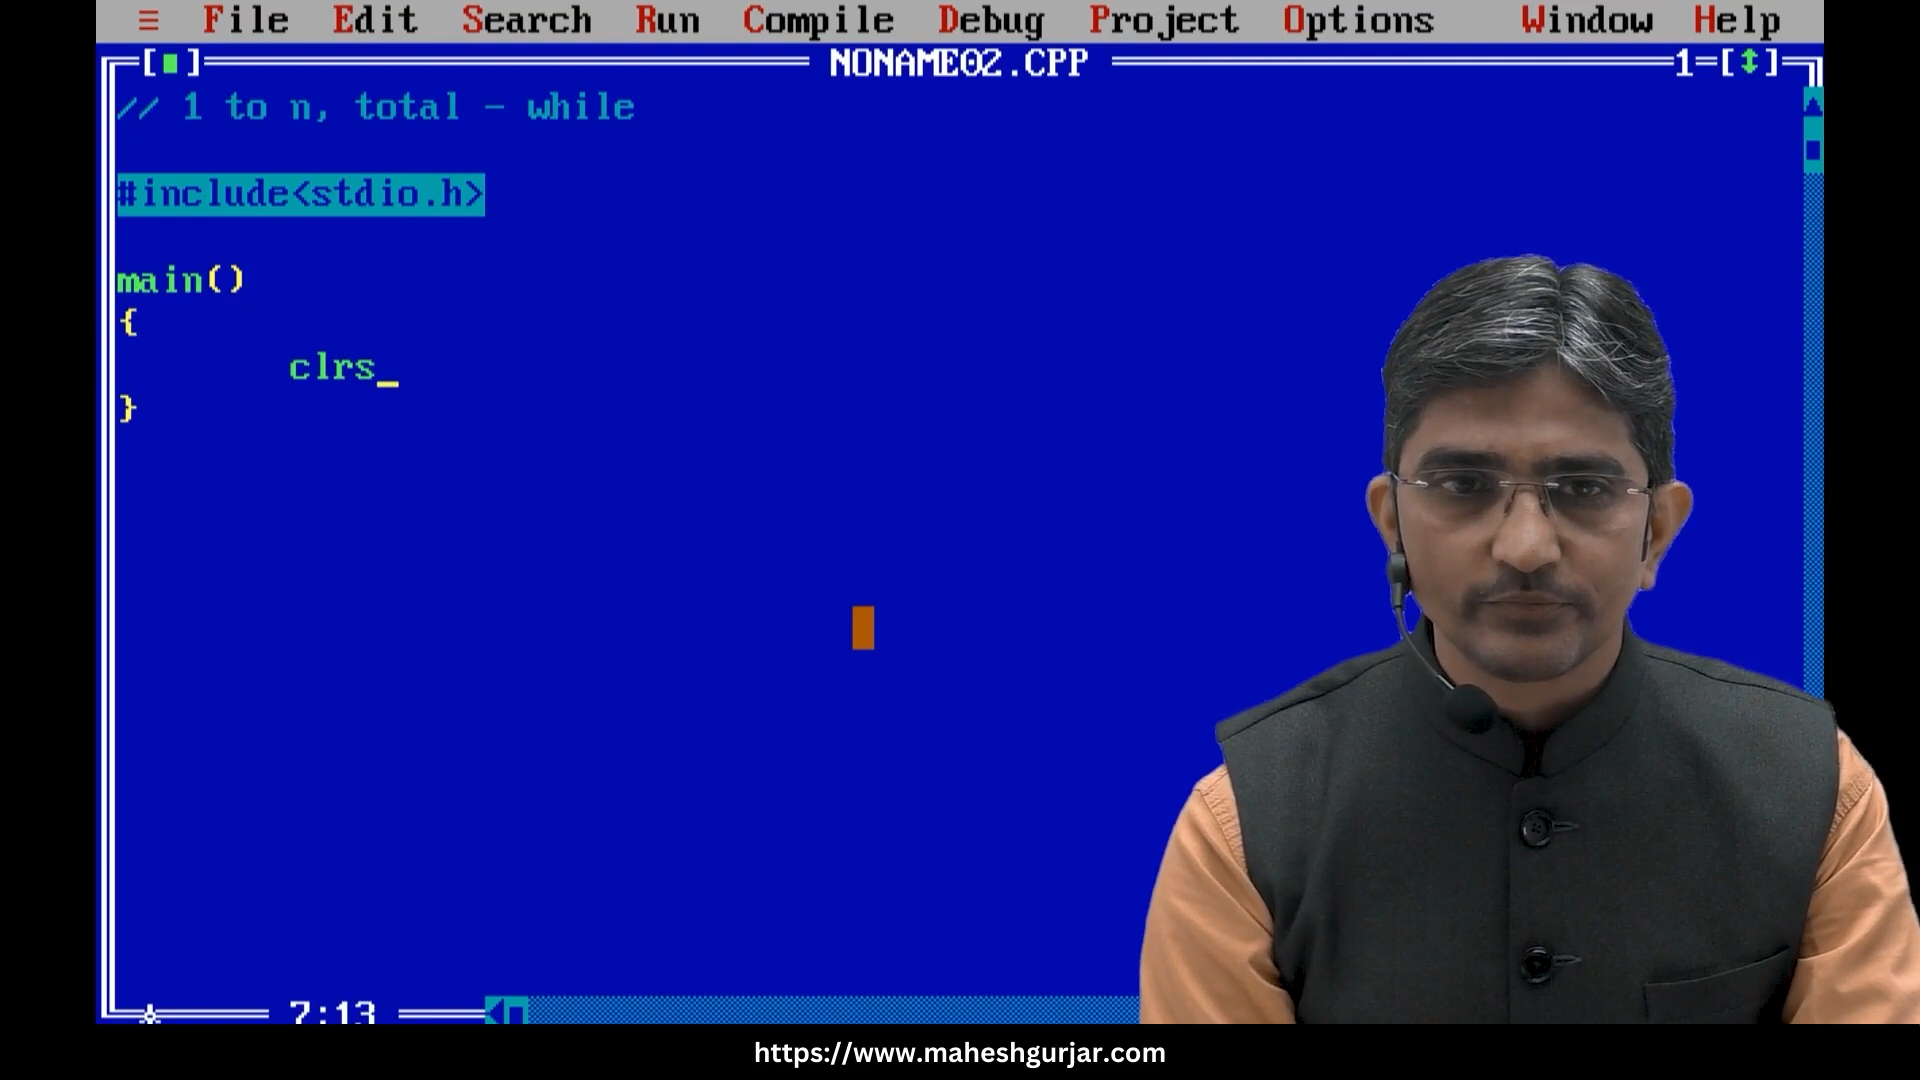 ≡ File Edit Search Run Compile Debug Project Options Window Help
[■] NONAME02.CPP 1=[↕]
// 1 to n, total - while
#include<stdio.h>
main()
{
clrs_
}
7:13
https://www.maheshgurjar.com